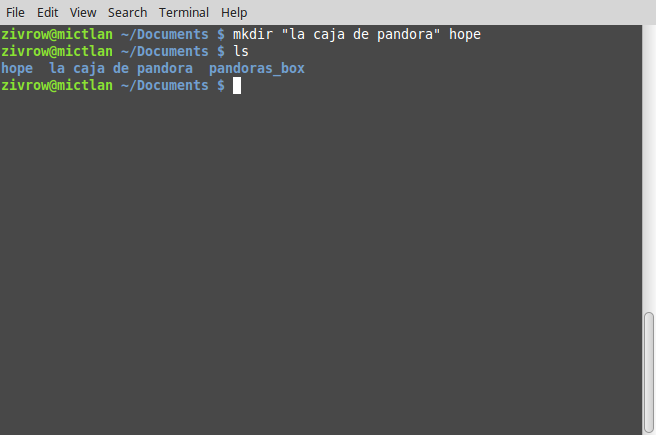 File Edit View Search Terminal Help
zivrow@mictlan ~/Documents $ mkdir "la caja de pandora" hope
zivrow@mictlan ~/Documents $ ls
hope  la caja de pandora  pandoras_box
zivrow@mictlan ~/Documents $